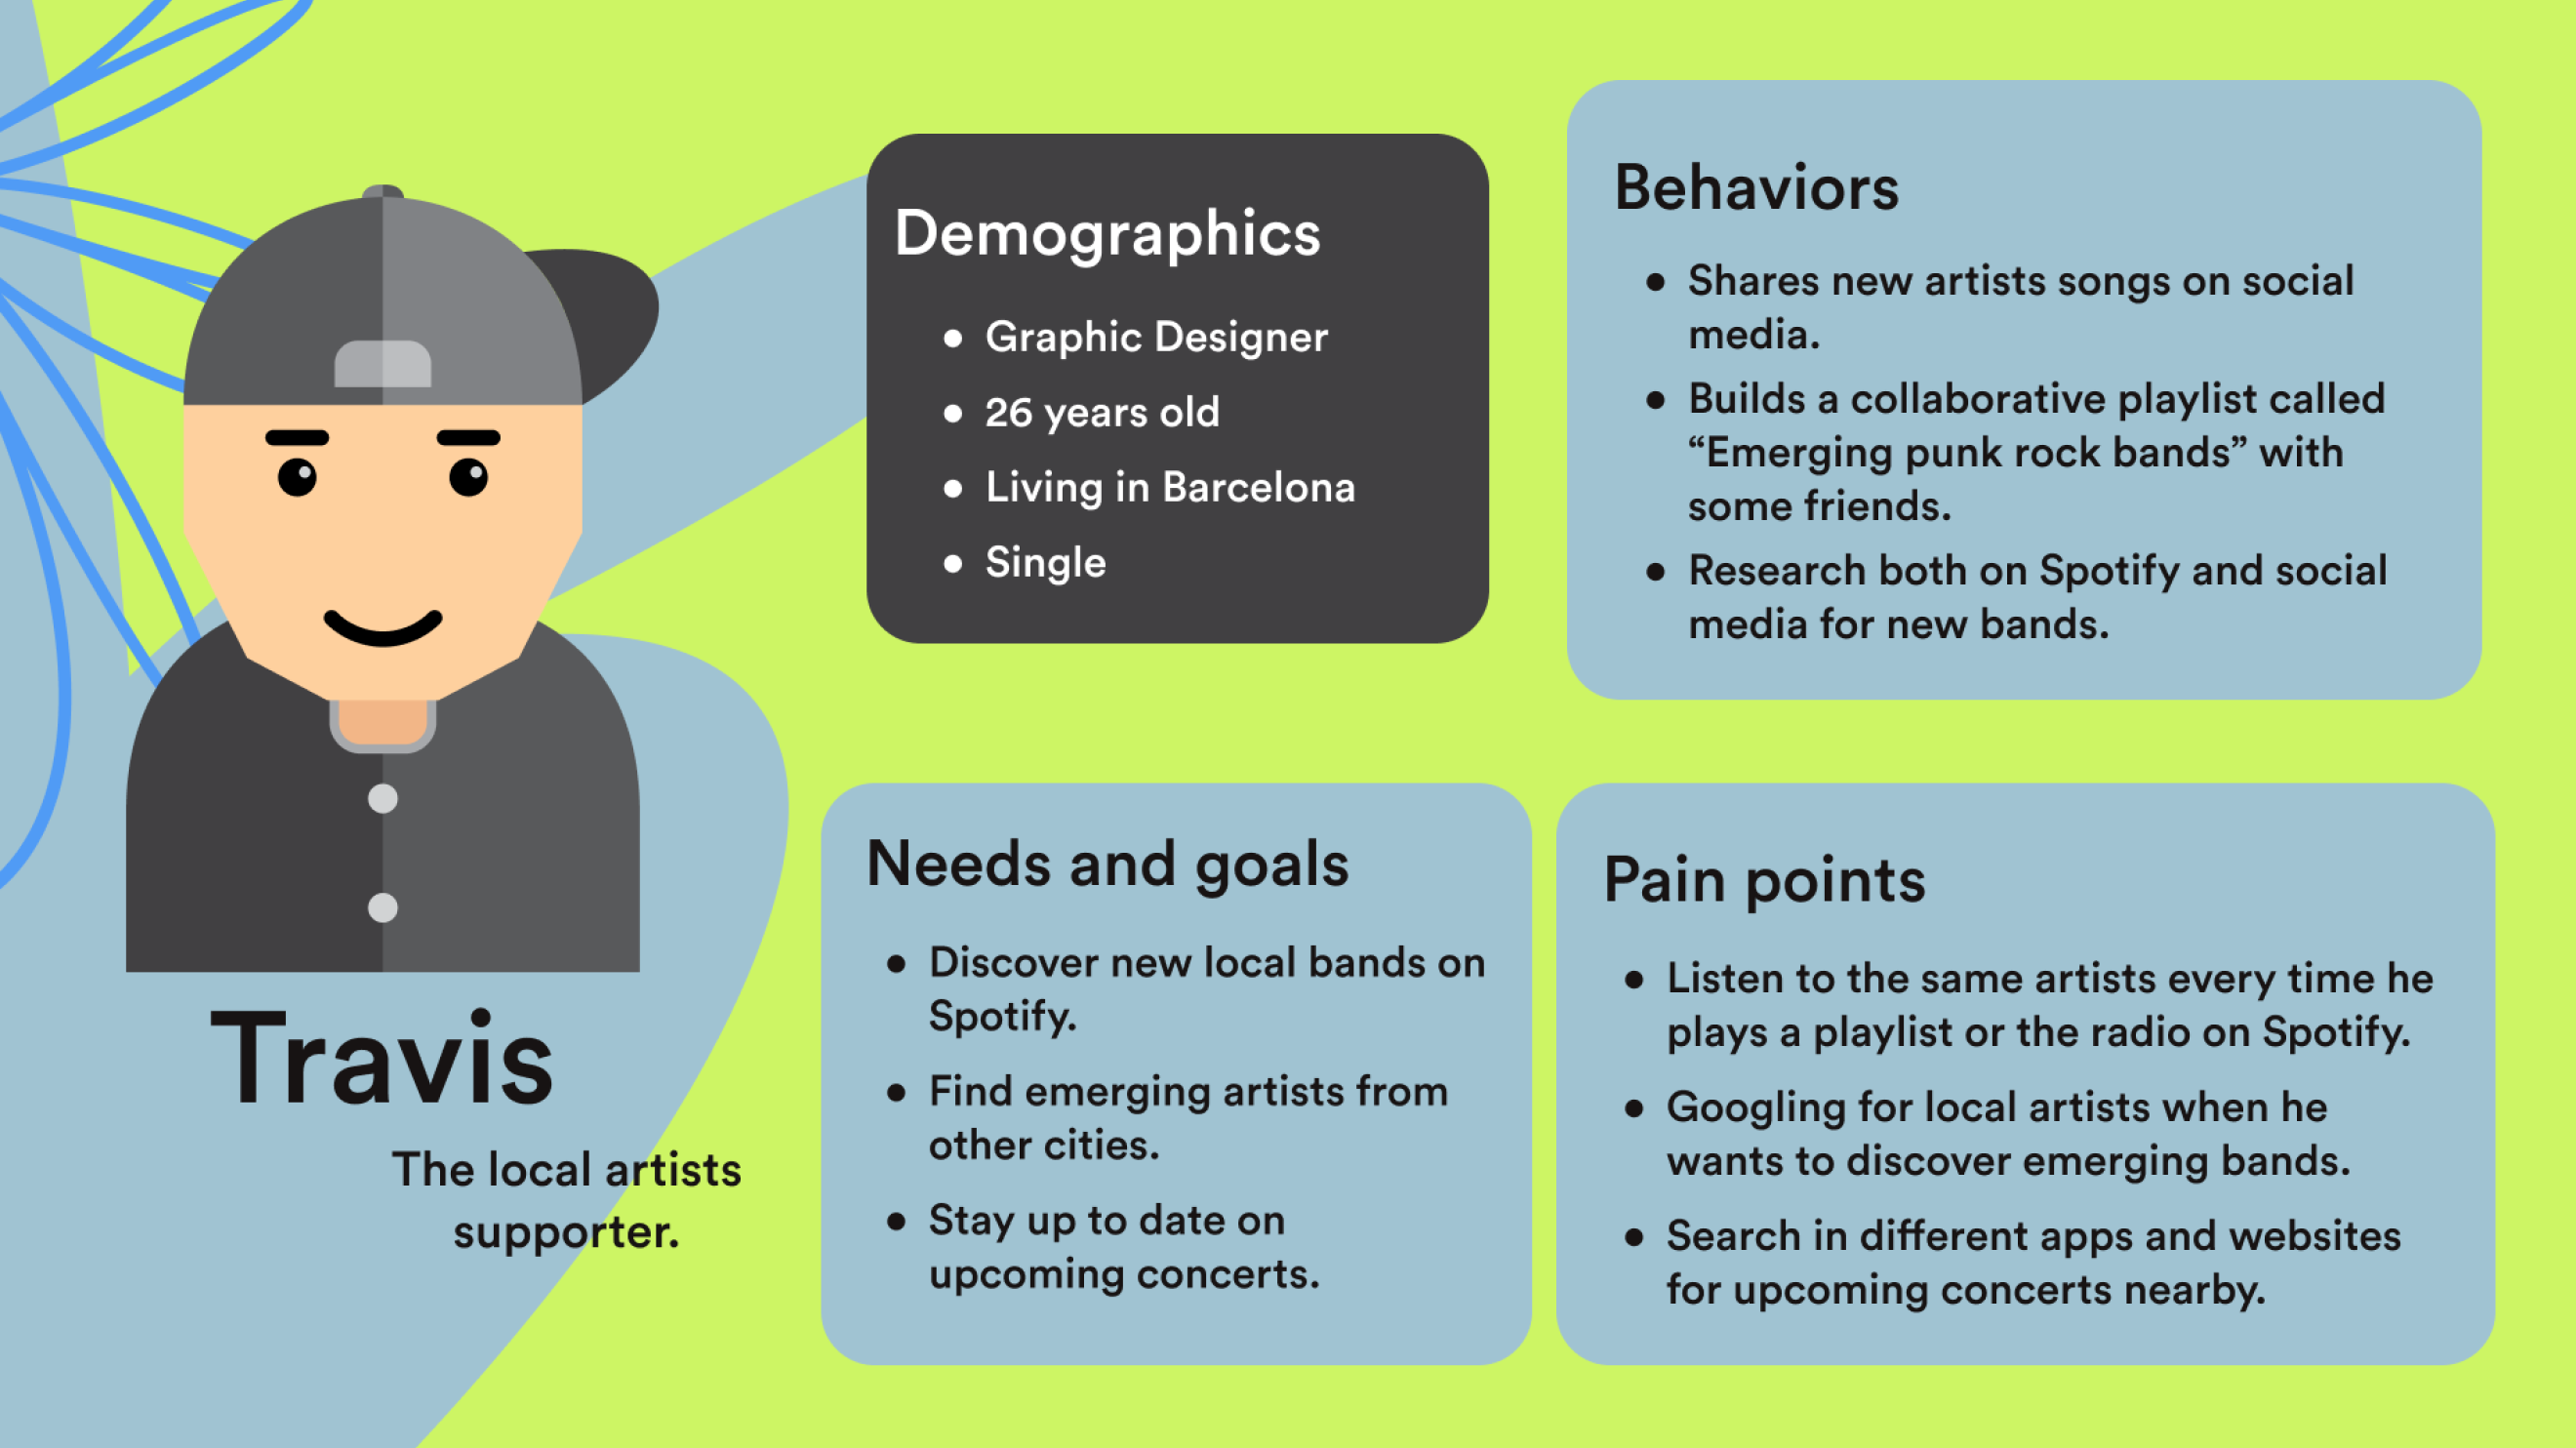 Travis
The local artists
supporter.
Demographics
• Graphic Designer
• 26 years old
• Living in Barcelona
• Single
Behaviors
• Shares new artists songs on social
media.
• Builds a collaborative playlist called
“Emerging punk rock bands” with
some friends.
• Research both on Spotify and social
media for new bands.
Needs and goals
• Discover new local bands on
Spotify.
• Find emerging artists from
other cities.
• Stay up to date on
upcoming concerts.
Pain points
• Listen to the same artists every time he
plays a playlist or the radio on Spotify.
• Googling for local artists when he
wants to discover emerging bands.
• Search in different apps and websites
for upcoming concerts nearby.